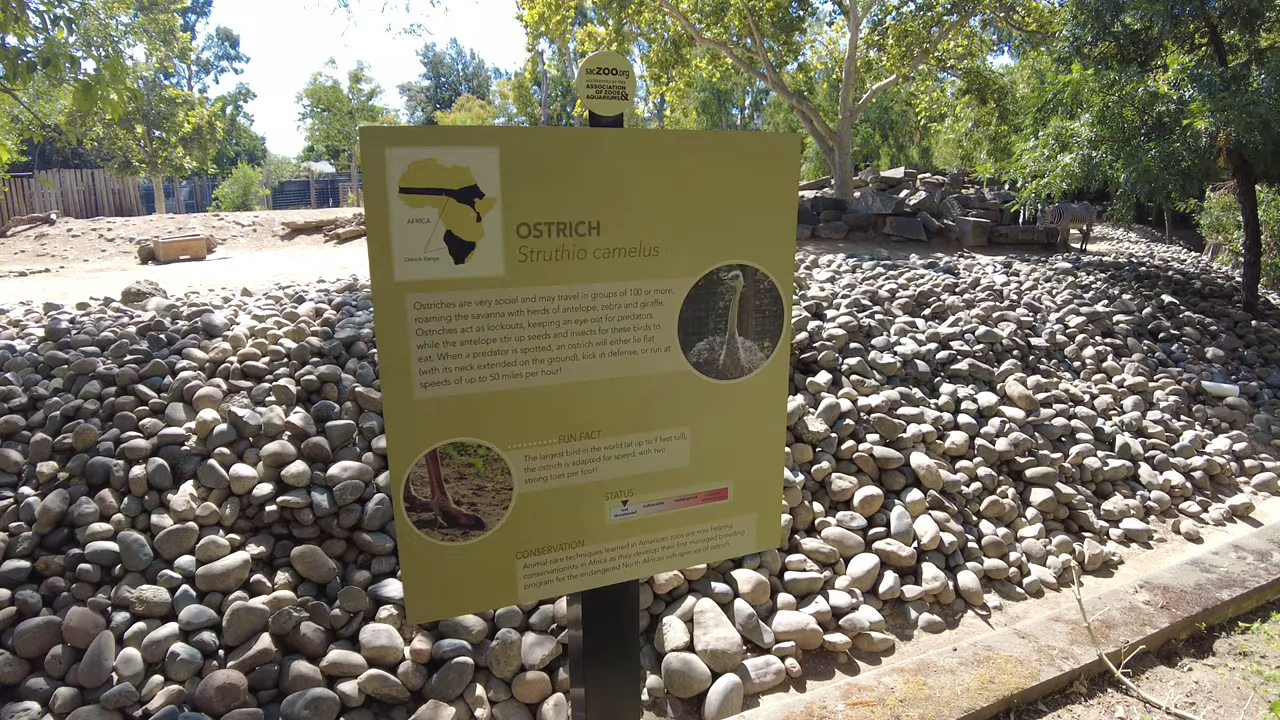 sacZOO.org
ACCREDITED BY THE
ASSOCIATION
OF ZOOS &
AQUARIUMS
AFRICA
Ostrich Range
OSTRICH
Struthio camelus
Ostriches are very social and may travel in groups of 100 or more,
roaming the savanna with herds of antelope, zebra and giraffe.
Ostriches act as lookouts, keeping an eye out for predators
while the antelope stir up seeds and insects for these birds to
eat. When a predator is spotted, an ostrich will either lie flat
(with its neck extended on the ground), kick in defense, or run at
speeds of up to 50 miles per hour!
FUN FACT
The largest bird in the world (at up to 9 feet tall),
the ostrich is adapted for speed, with two
strong toes per foot!
STATUS
not
threatened
vulnerable
endangered
CONSERVATION
Animal care techniques learned in American zoos are now helping
conservationists in Africa as they develop their first managed breeding
program for the endangered North African sub-species of ostrich.